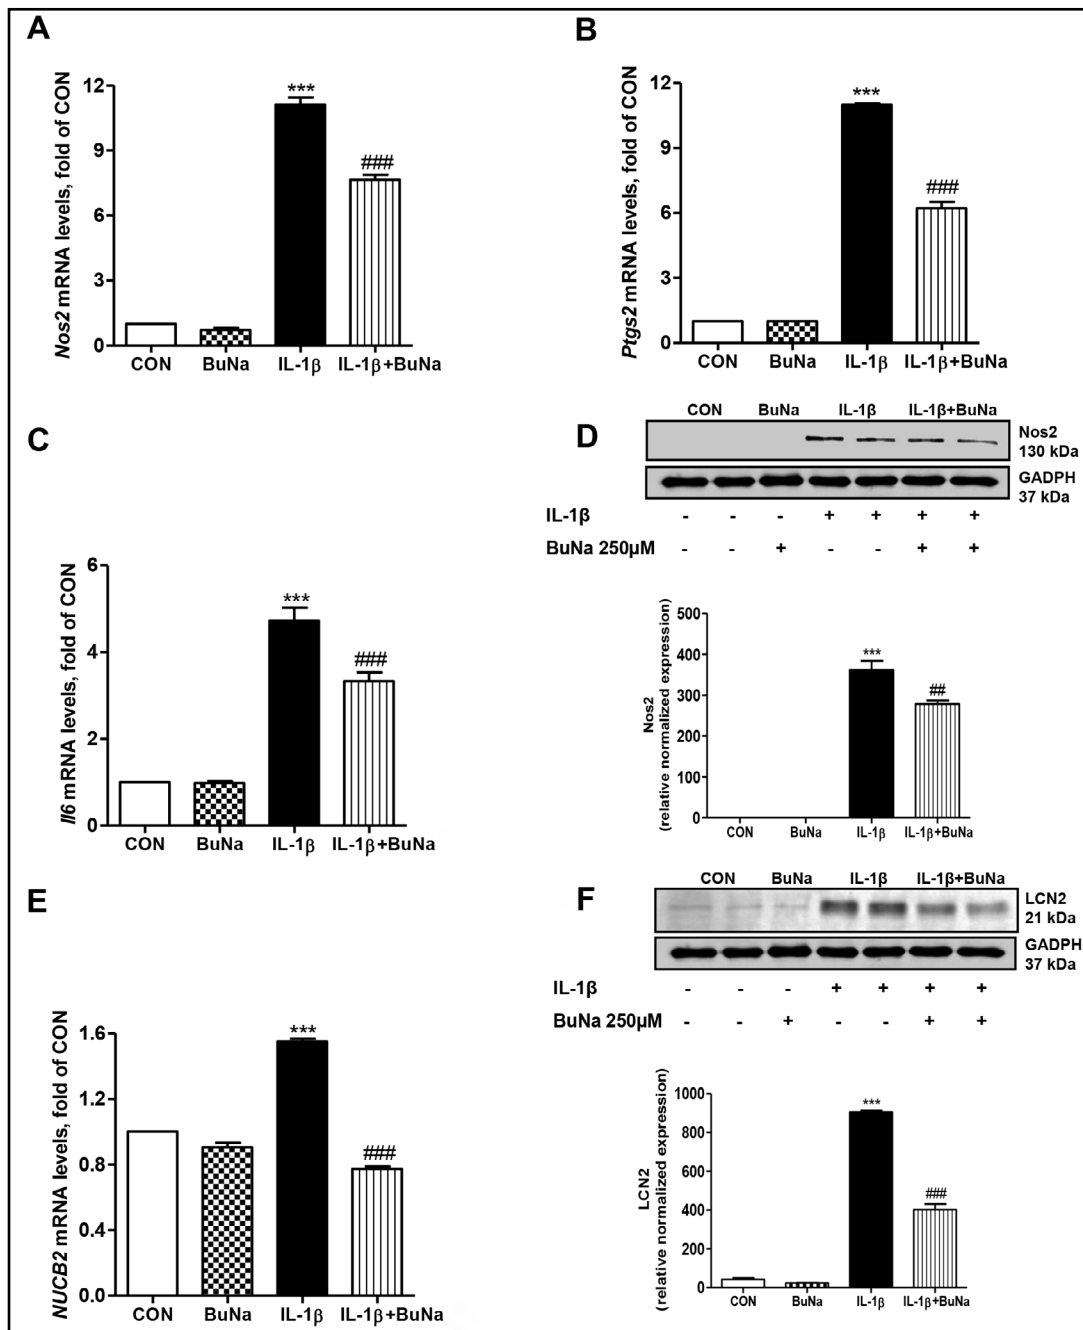 A
Nos2 mRNA levels, fold of CON
12
9
6
3
0
***
###
CON BuNa IL-1β IL-1β+BuNa
B
Ptgs2 mRNA levels, fold of CON
12
9
6
3
0
***
###
CON BuNa IL-1β IL-1β+BuNa
C
Il6 mRNA levels, fold of CON
6
4
2
0
***
###
CON BuNa IL-1β IL-1β+BuNa
D
CON BuNa IL-1β IL-1β+BuNa
Nos2
130 kDa
GADPH
37 kDa
IL-1β - - - + + + +
BuNa 250µM - - + - - + +
Nos2
(relative normalized expression)
500
400
300
200
100
0
***
##
CON BuNa IL-1β IL-1β+BuNa
E
NUCB2 mRNA levels, fold of CON
1.6
1.2
0.8
0.4
0.0
***
###
CON BuNa IL-1β IL-1β+BuNa
F
CON BuNa IL-1β IL-1β+BuNa
LCN2
21 kDa
GADPH
37 kDa
IL-1β - - - + + + +
BuNa 250µM - - + - - + +
LCN2
(relative normalized expression)
1000
800
600
400
200
0
***
###
CON BuNa IL-1β IL-1β+BuNa